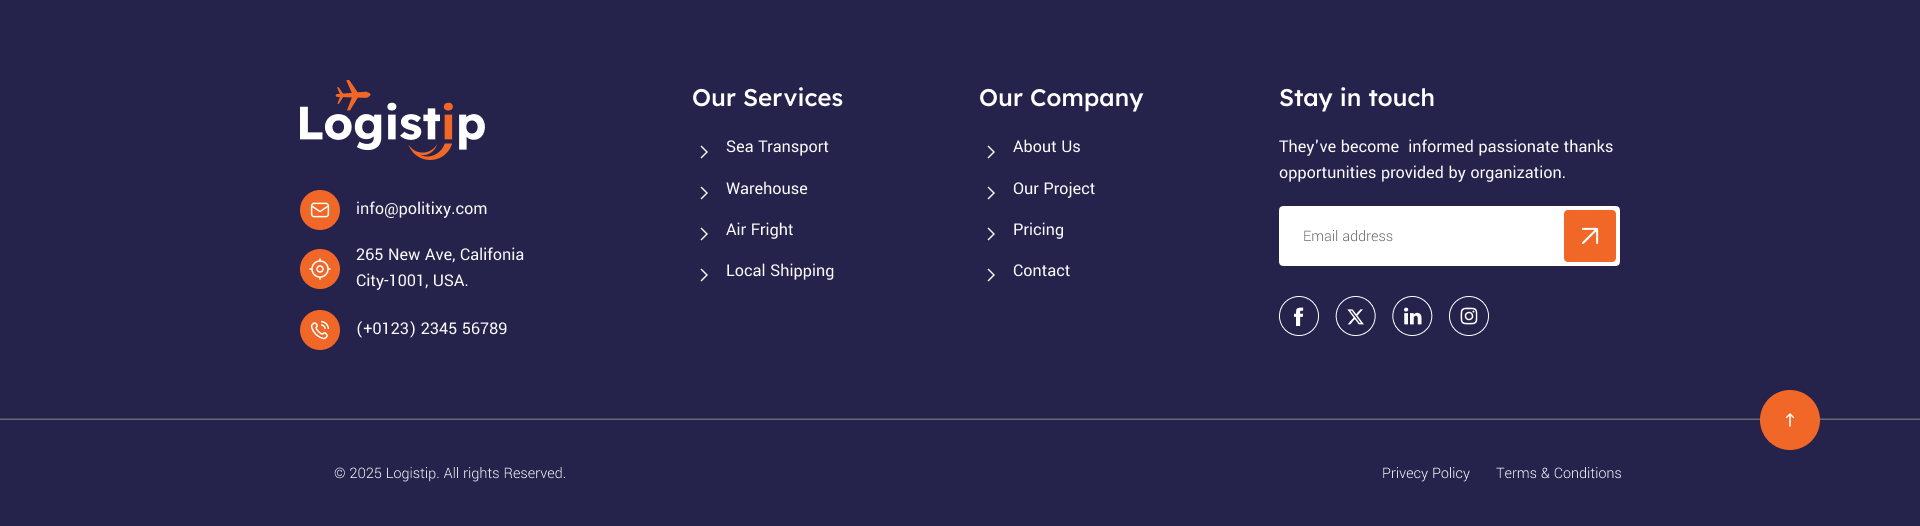 Logistip
info@politixy.com
265 New Ave, Califonia
City-1001, USA.
(+0123) 2345 56789
Our Services
Sea Transport
Warehouse
Air Fright
Local Shipping
Our Company
About Us
Our Project
Pricing
Contact
Stay in touch
They've become  informed passionate thanks
opportunities provided by organization.
Email address
© 2025 Logistip. All rights Reserved.
Privecy Policy
Terms & Conditions